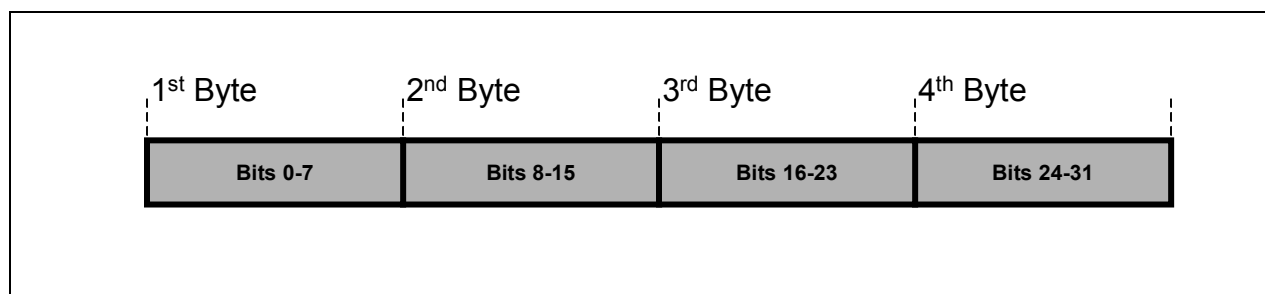 1st Byte 2nd Byte 3rd Byte 4th Byte
Bits 0-7 Bits 8-15 Bits 16-23 Bits 24-31